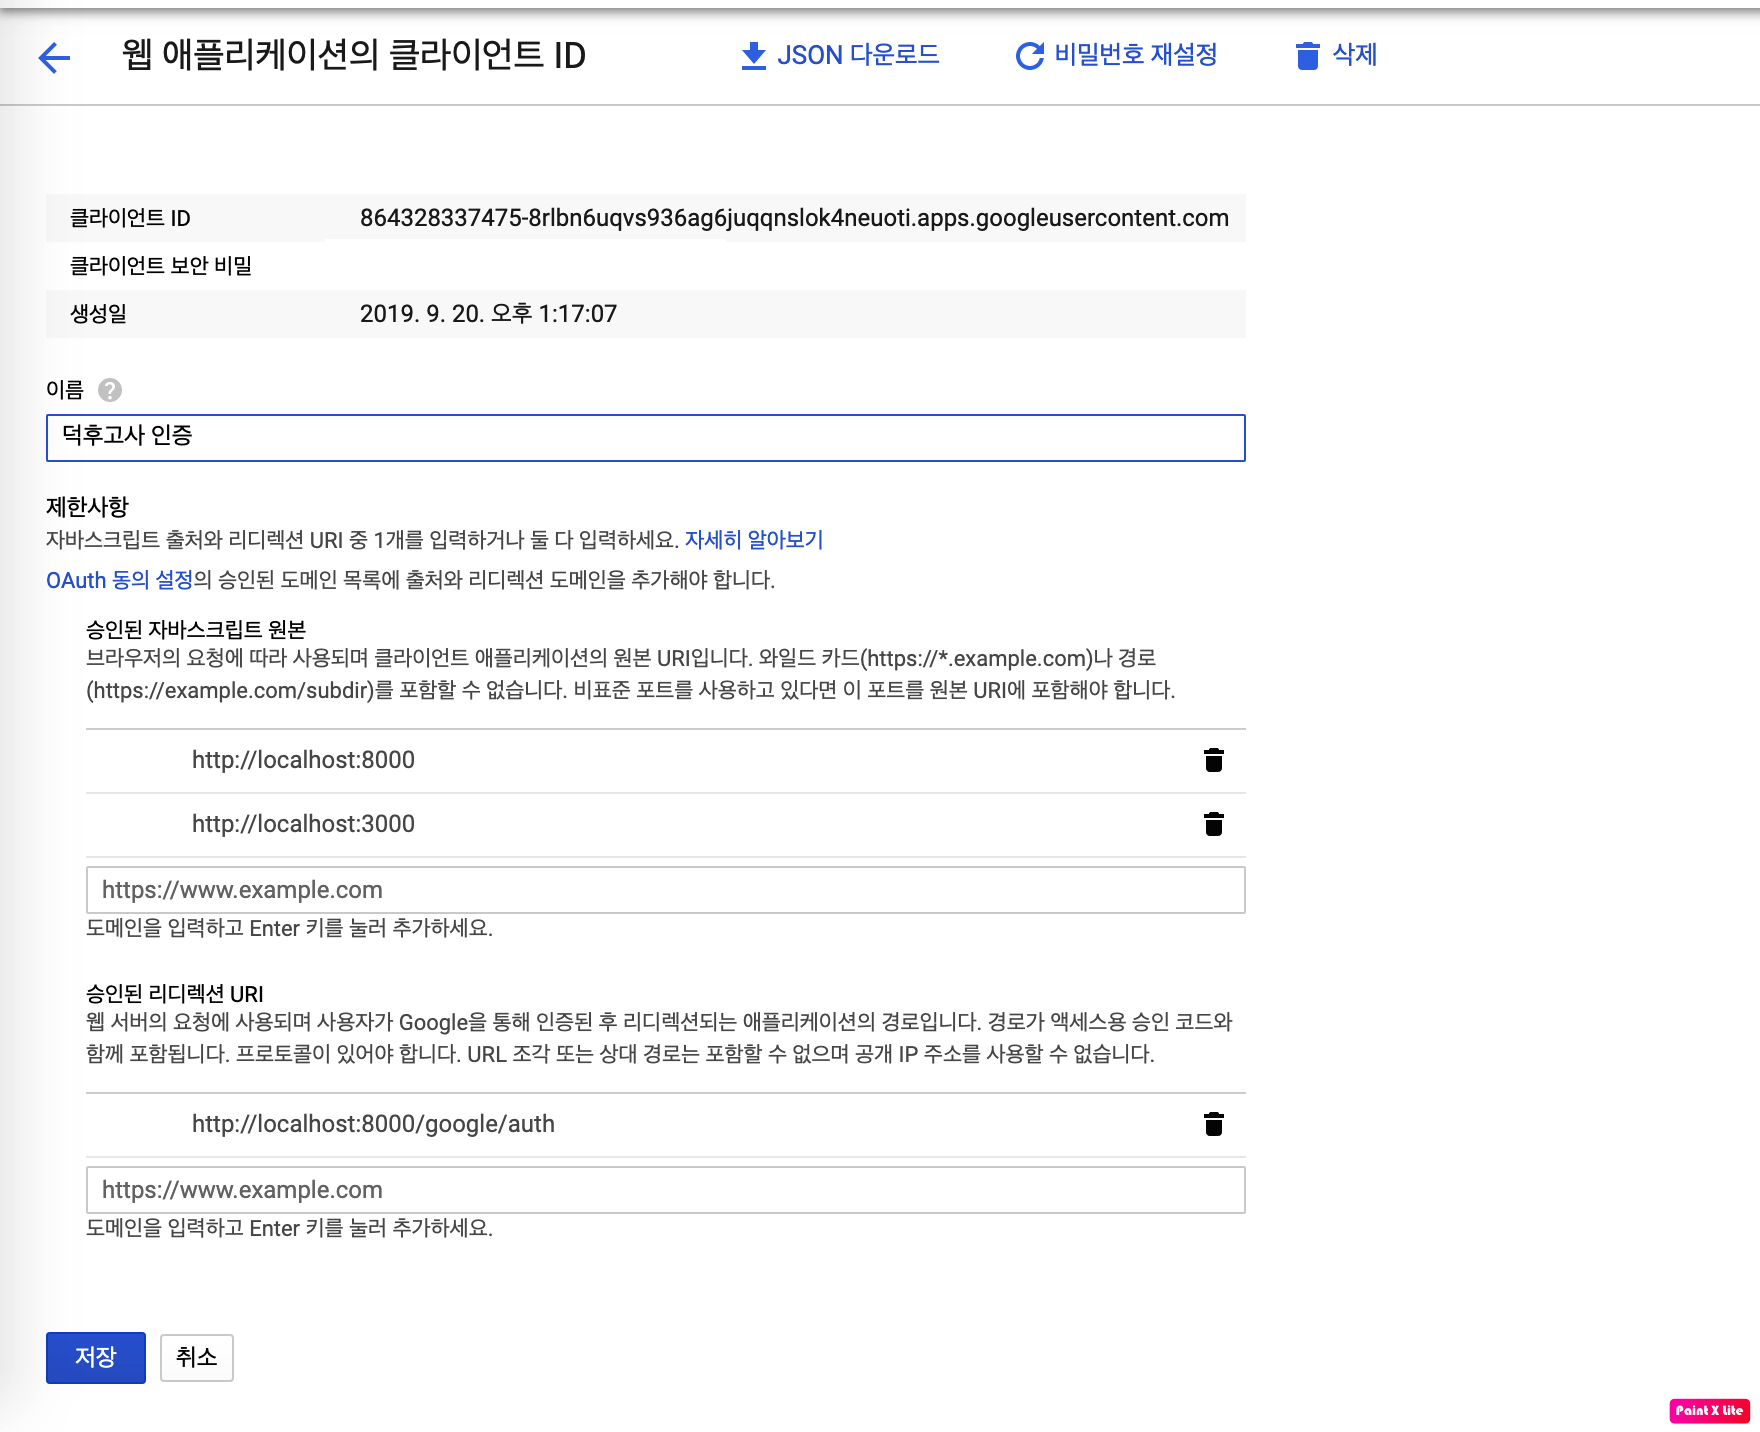 웹 애플리케이션의 클라이언트 ID
JSON 다운로드
비밀번호 재설정
삭제
클라이언트 ID 864328337475-8rlbn6uqvs936ag6juqqnslok4neuoti.apps.googleusercontent.com
클라이언트 보안 비밀
생성일 2019. 9. 20. 오후 1:17:07
이름 ?
덕후고사 인증
제한사항
자바스크립트 출처와 리디렉션 URI 중 1개를 입력하거나 둘 다 입력하세요. 자세히 알아보기
OAuth 동의 설정의 승인된 도메인 목록에 출처와 리디렉션 도메인을 추가해야 합니다.
승인된 자바스크립트 원본
브라우저의 요청에 따라 사용되며 클라이언트 애플리케이션의 원본 URI입니다. 와일드 카드(https://*.example.com)나 경로
(https://example.com/subdir)를 포함할 수 없습니다. 비표준 포트를 사용하고 있다면 이 포트를 원본 URI에 포함해야 합니다.
http://localhost:8000
http://localhost:3000
https://www.example.com
도메인을 입력하고 Enter 키를 눌러 추가하세요.
승인된 리디렉션 URI
웹 서버의 요청에 사용되며 사용자가 Google을 통해 인증된 후 리디렉션되는 애플리케이션의 경로입니다. 경로가 액세스용 승인 코드와
함께 포함됩니다. 프로토콜이 있어야 합니다. URL 조각 또는 상대 경로는 포함할 수 없으며 공개 IP 주소를 사용할 수 없습니다.
http://localhost:8000/google/auth
https://www.example.com
도메인을 입력하고 Enter 키를 눌러 추가하세요.
저장
취소
Paint X Lite